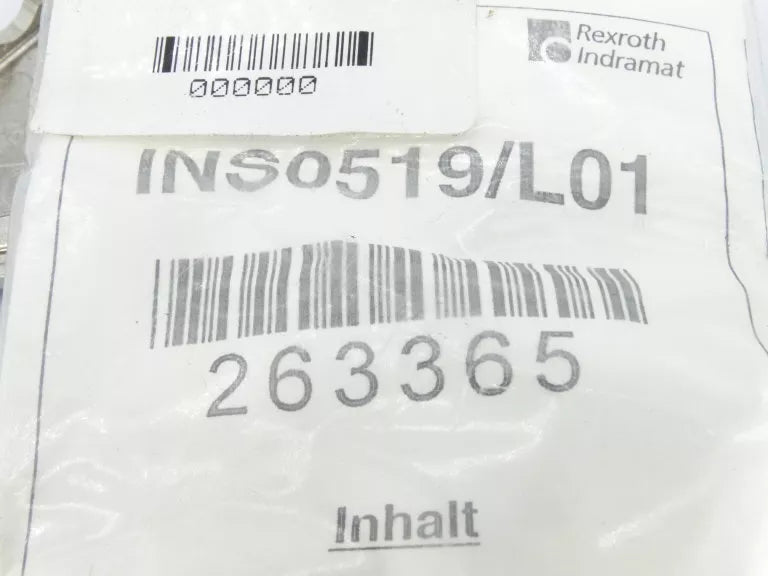 Rexroth
Indramat
000000
INS0519/L01
263365
Inhalt